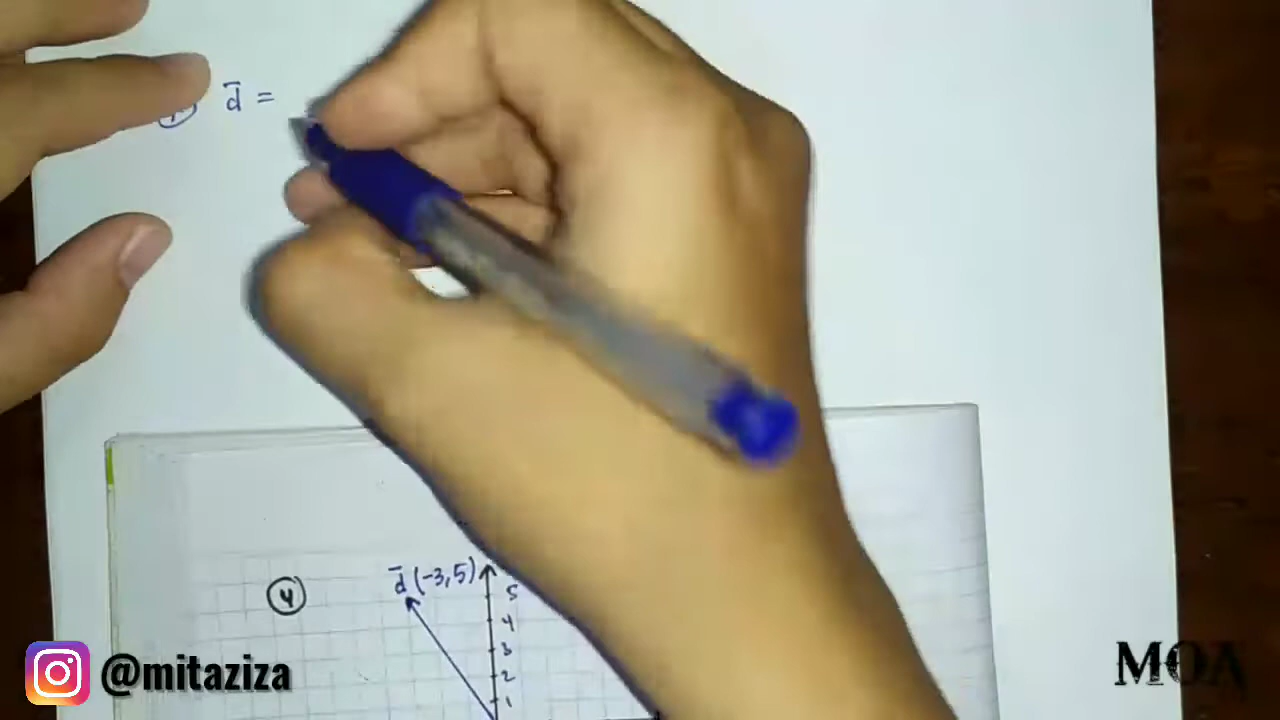 d̄ =
4
d̄ (-3,5)
5
4
3
2
1
@mitaziza
MOA